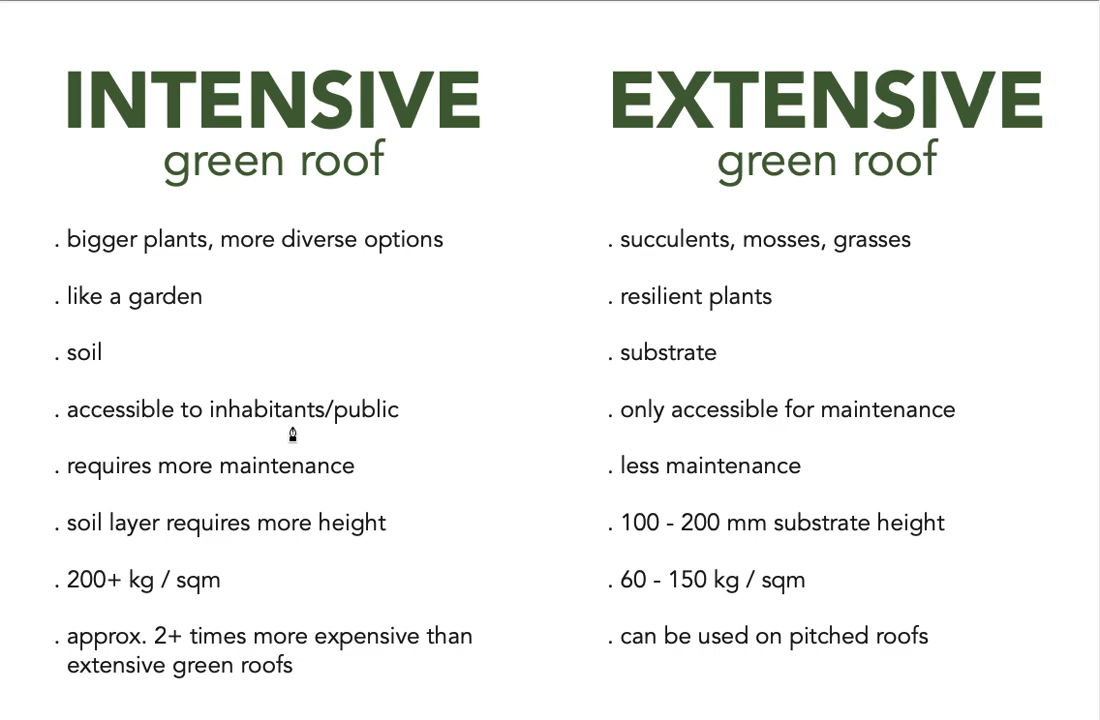 INTENSIVE
green roof
. bigger plants, more diverse options
. like a garden
. soil
. accessible to inhabitants/public
. requires more maintenance
. soil layer requires more height
. 200+ kg / sqm
. approx. 2+ times more expensive than
extensive green roofs
EXTENSIVE
green roof
. succulents, mosses, grasses
. resilient plants
. substrate
. only accessible for maintenance
. less maintenance
. 100 - 200 mm substrate height
. 60 - 150 kg / sqm
. can be used on pitched roofs